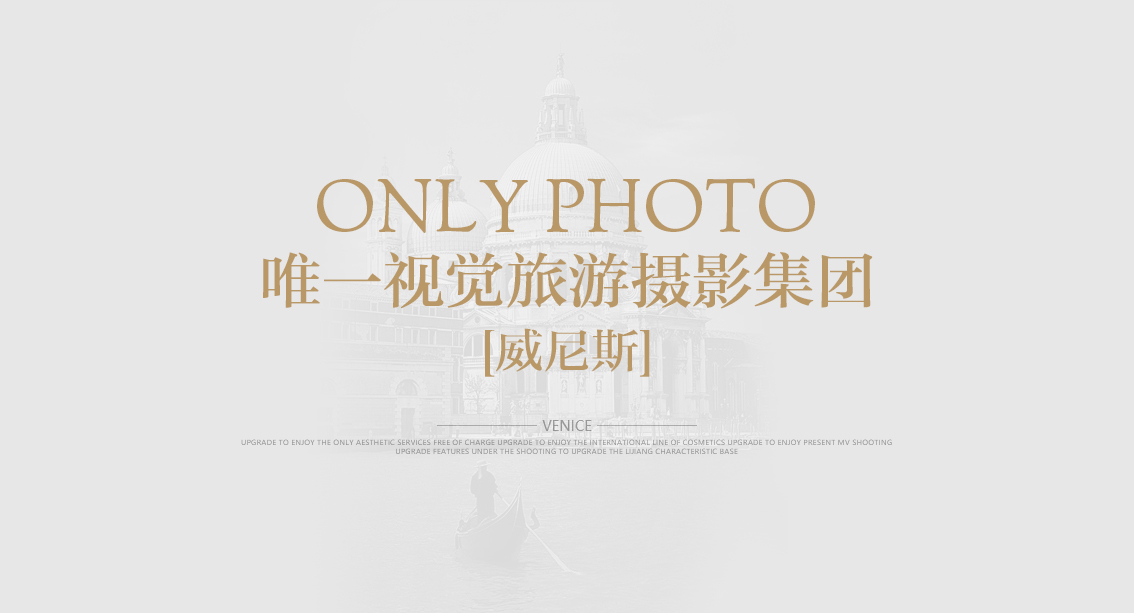 ONLY PHOTO
唯一视觉旅游摄影集团
[威尼斯]
VENICE
UPGRADE TO ENJOY THE ONLY AESTHETIC SERVICES FREE OF CHARGE UPGRADE TO ENJOY THE INTERNATIONAL LINE OF COSMETICS UPGRADE TO ENJOY PRESENT MV SHOOTING
UPGRADE FEATURES UNDER THE SHOOTING TO UPGRADE THE LIJIANG CHARACTERISTIC BASE